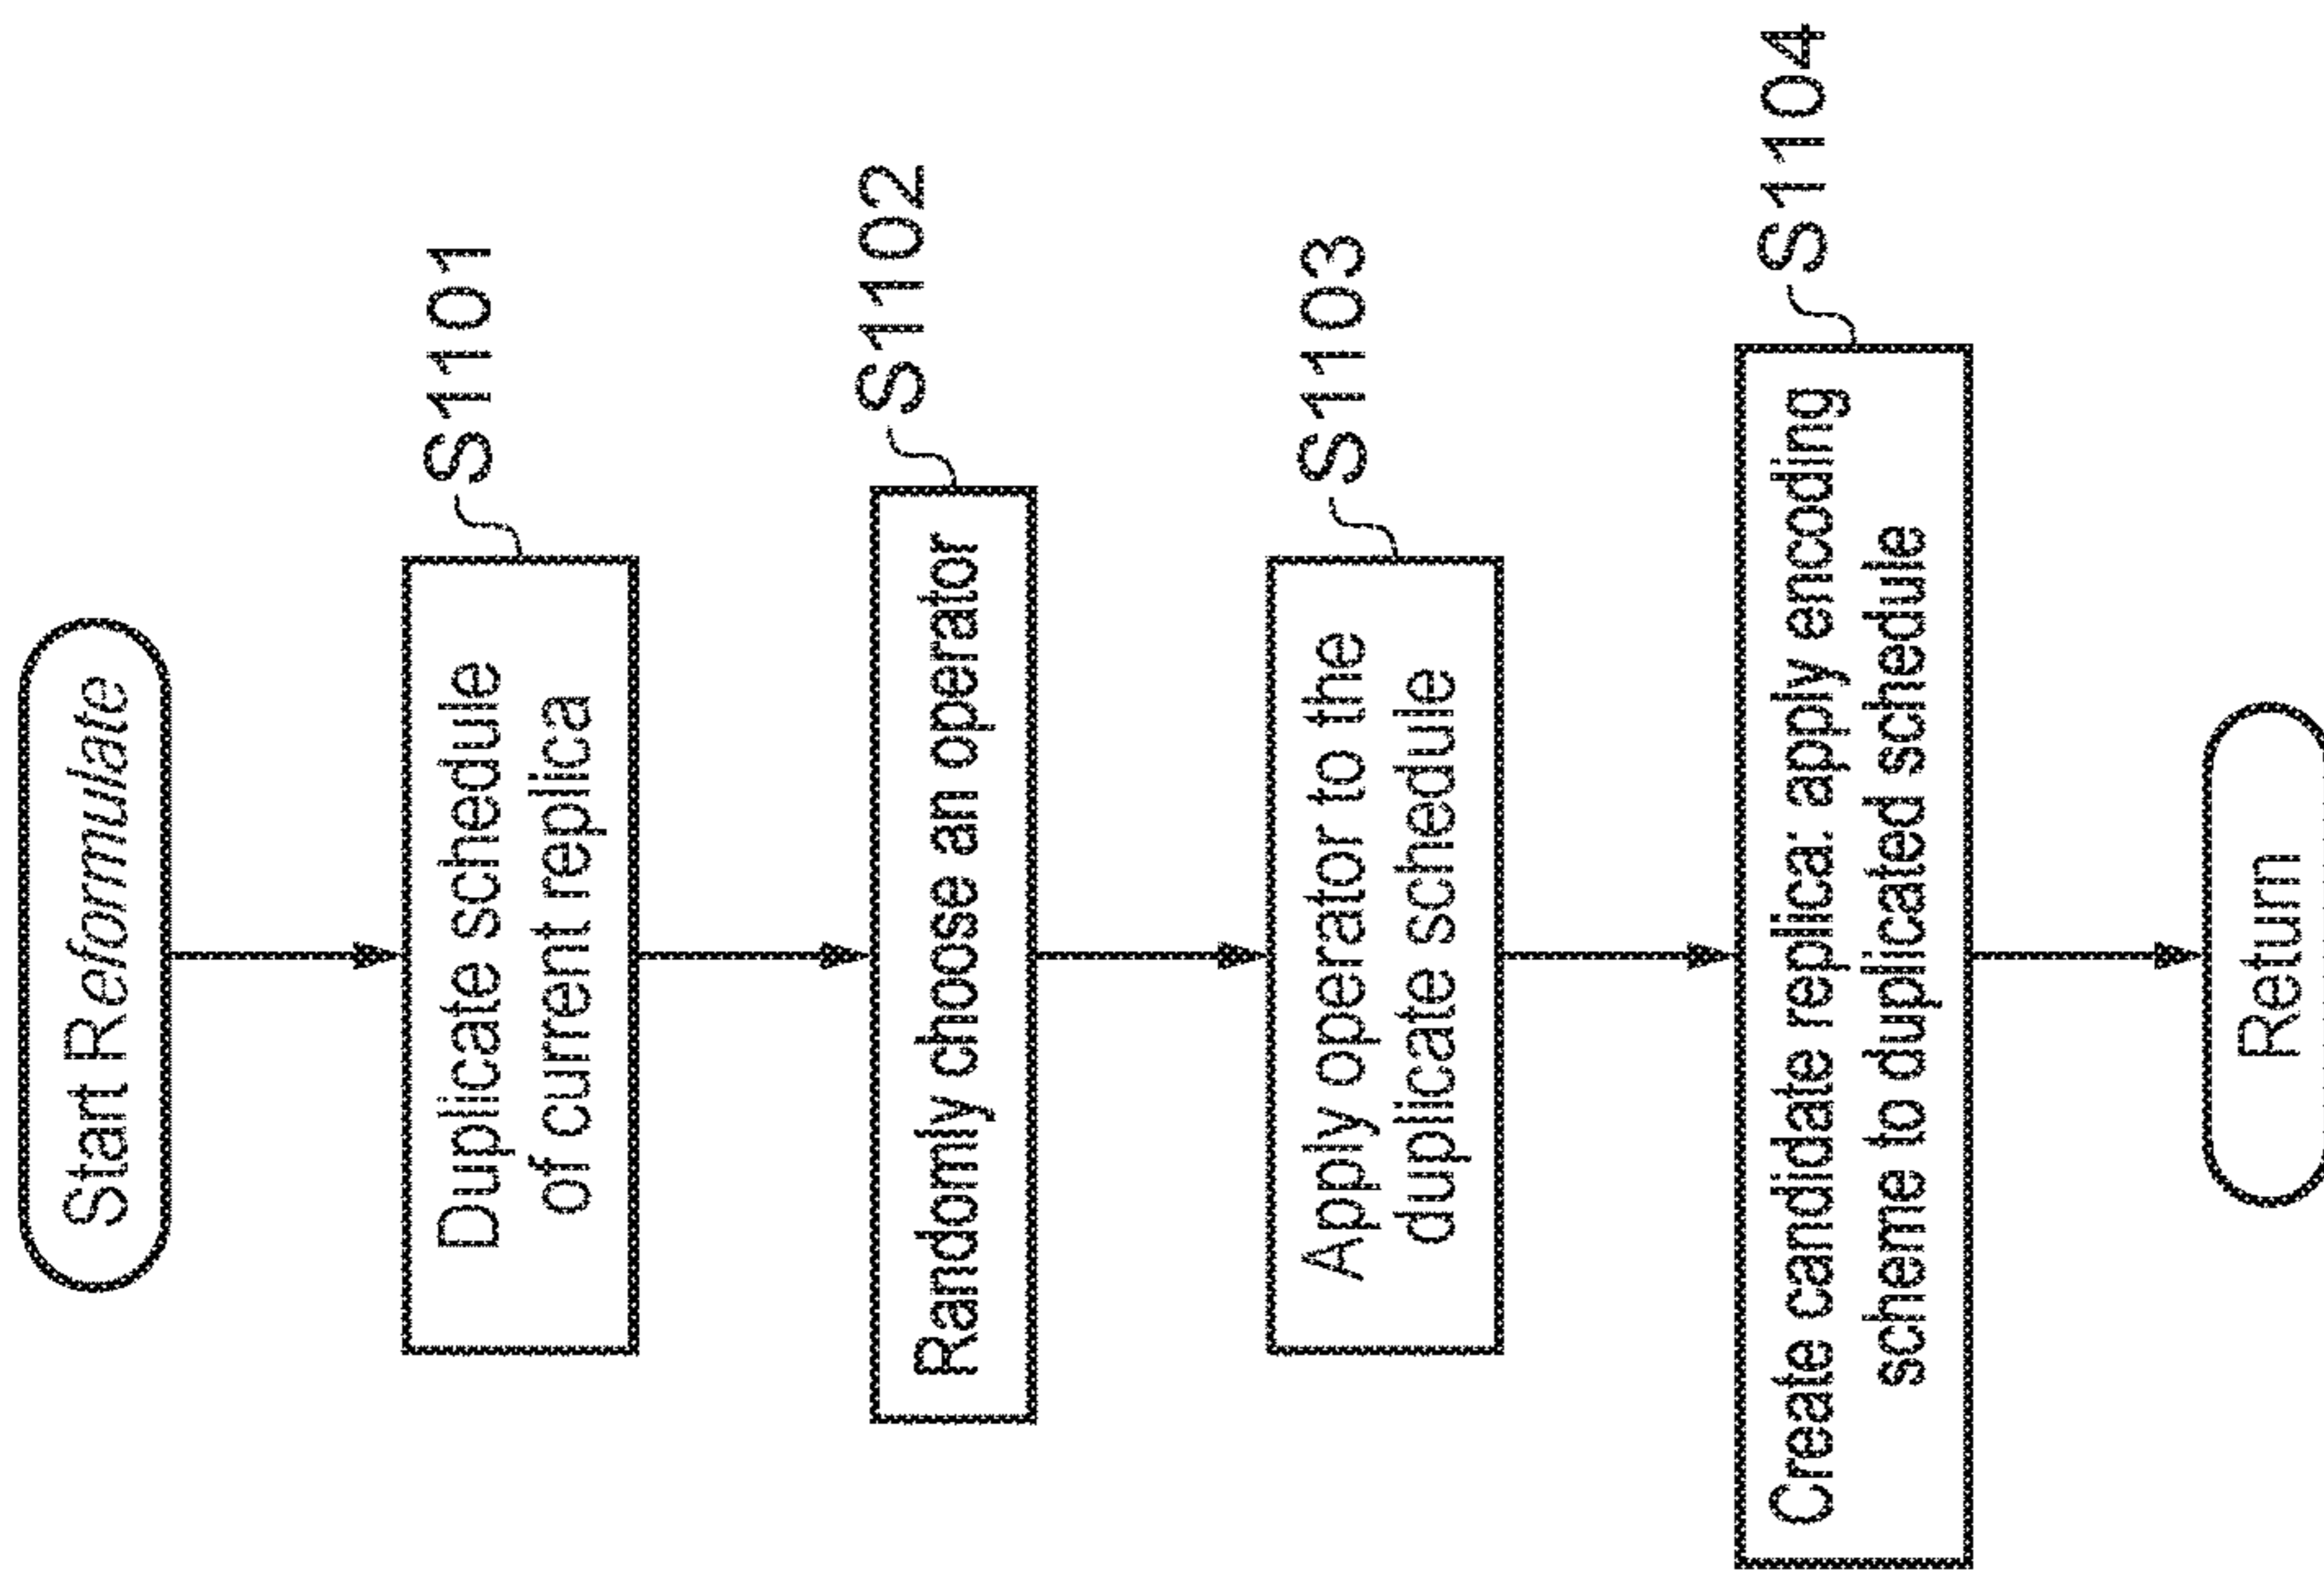 Start Reformulate
Duplicate schedule
of current replica
S1101
Randomly choose an operator
S1102
Apply operator to the
duplicate schedule
S1103
Create candidate replica: apply encoding
scheme to duplicated schedule
S1104
Return